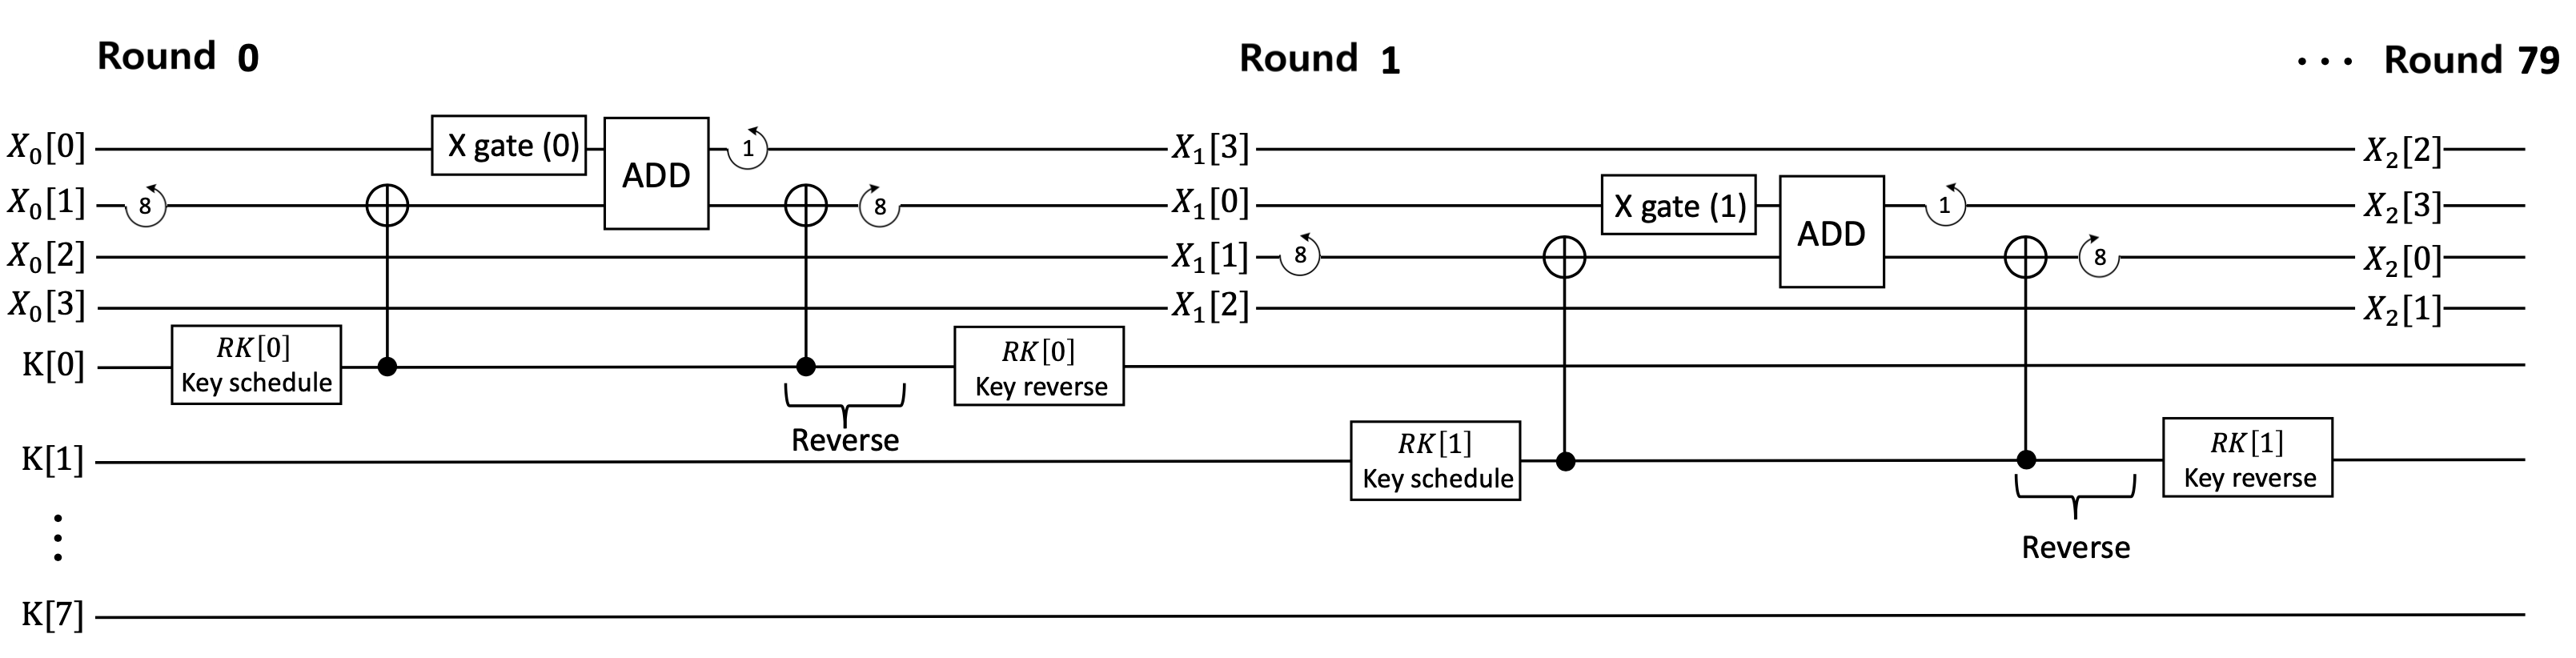 Round 0 Round 1 ··· Round 79
X₀[0] X gate (0) ADD 1 X₁[3] X₂[2]
X₀[1] 8 8 X₁[0] X gate (1) ADD 1 X₂[3]
X₀[2] X₁[1] 8 8 X₂[0]
X₀[3] X₁[2] X₂[1]
K[0]
RK[0]
Key schedule
Reverse
RK[0]
Key reverse
K[1]
RK[1]
Key schedule
Reverse
RK[1]
Key reverse
⋮
K[7]